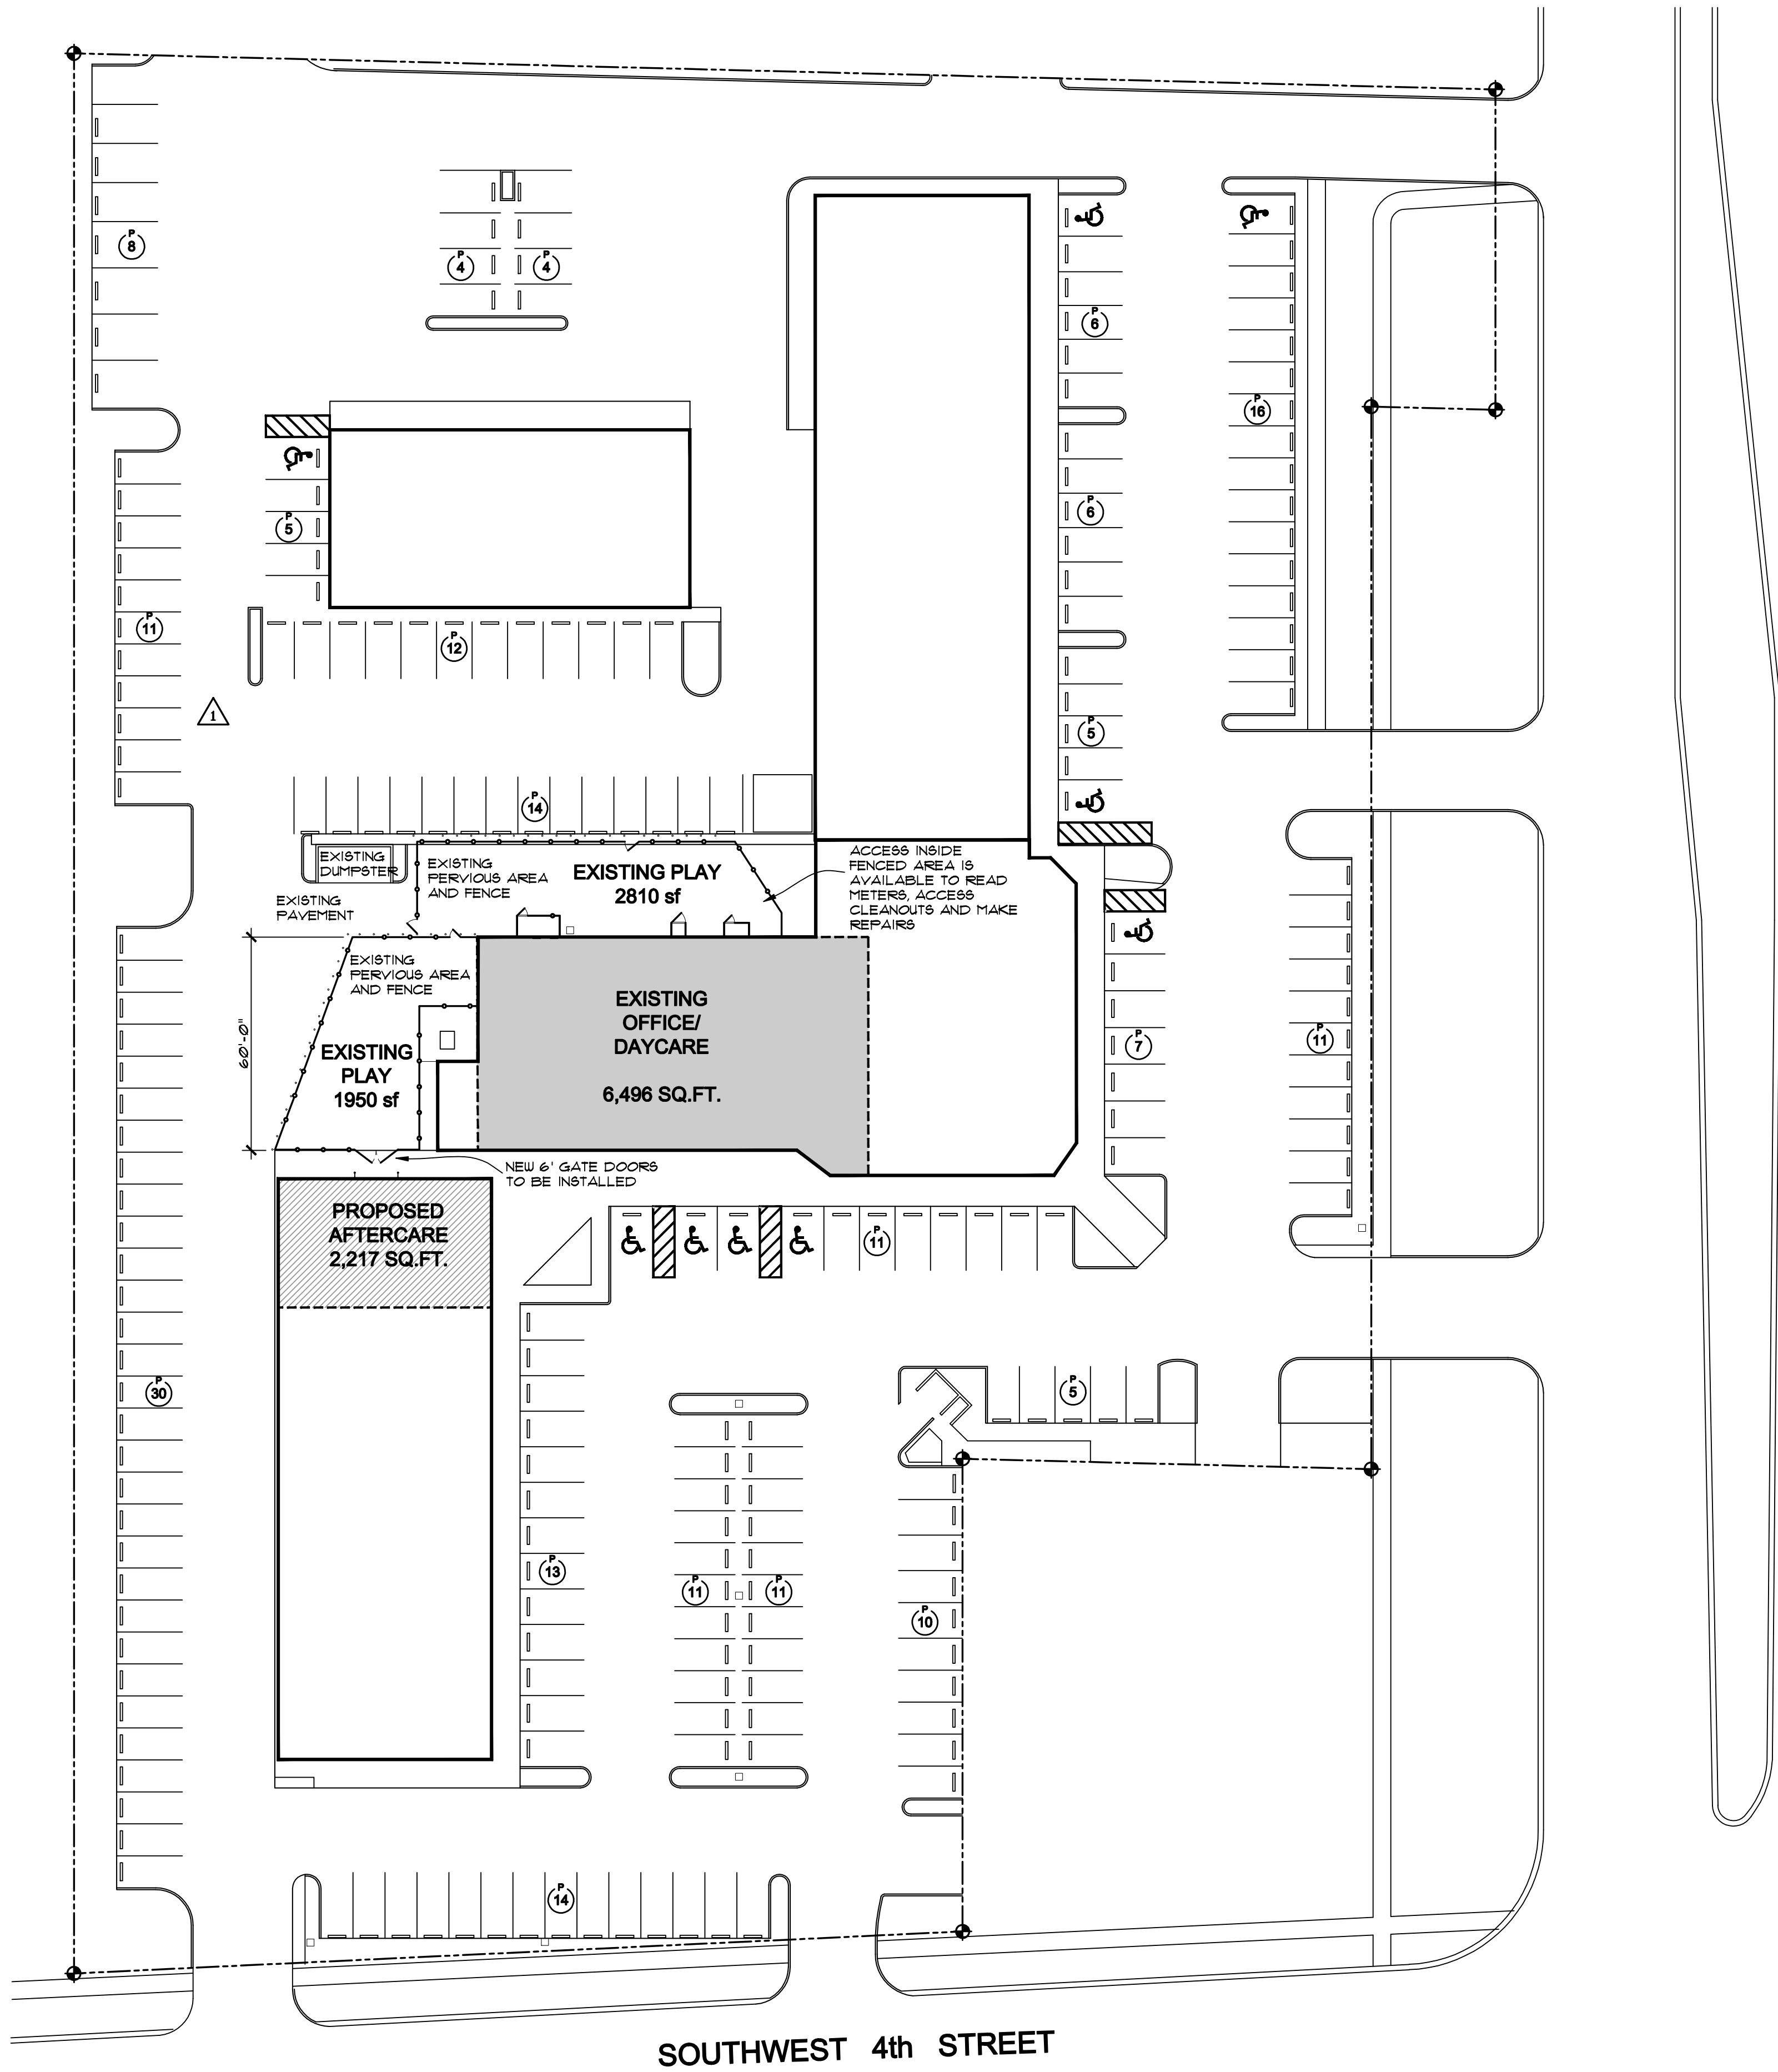 P
8
P
4
P
4
P
6
P
16
P
6
P
5
P
11
P
12
1
P
5
P
14
EXISTING
DUMPSTER
EXISTING
PERVIOUS AREA
AND FENCE
EXISTING PLAY
2810 sf
ACCESS INSIDE
FENCED AREA IS
AVAILABLE TO READ
METERS, ACCESS
CLEANOUTS AND MAKE
REPAIRS
EXISTING
PAVEMENT
EXISTING
PERVIOUS AREA
AND FENCE
60'-0"
EXISTING
PLAY
1950 sf
EXISTING
OFFICE/
DAYCARE
6,496 SQ.FT.
P
7
P
11
NEW 6' GATE DOORS
TO BE INSTALLED
PROPOSED
AFTERCARE
2,217 SQ.FT.
P
11
P
30
P
5
P
13
P
11
P
11
P
10
P
14
SOUTHWEST 4th STREET